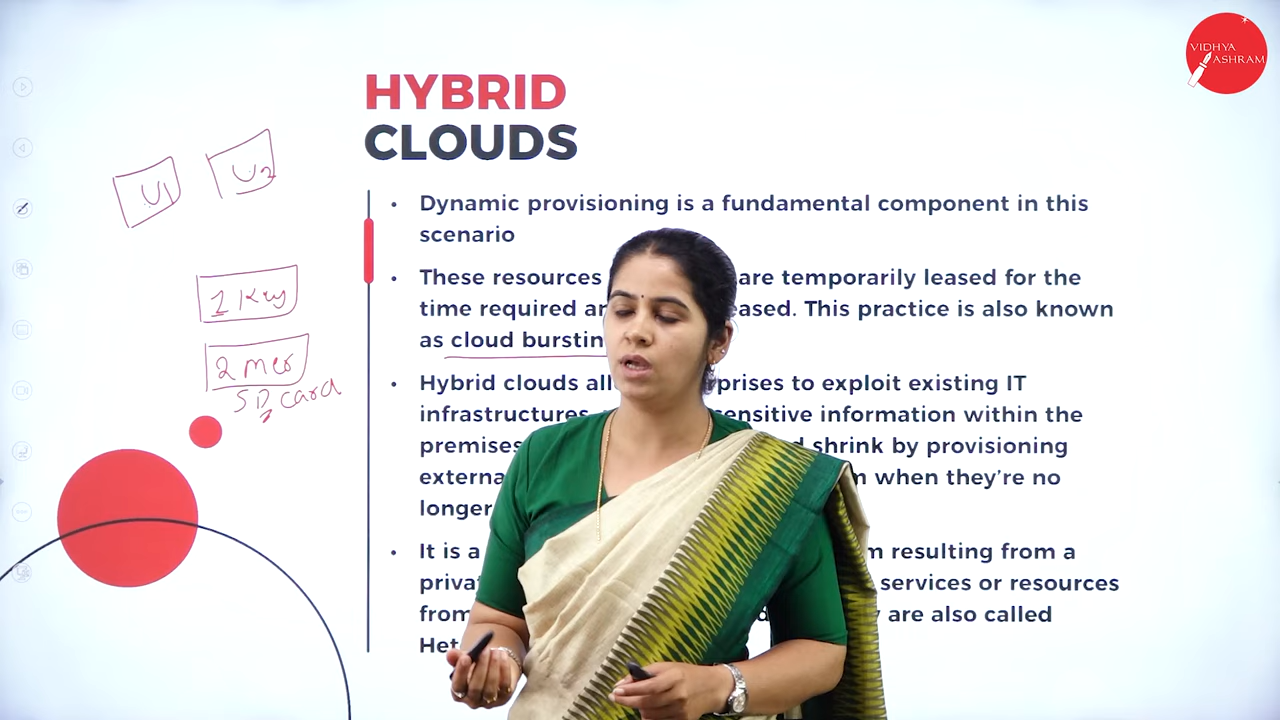 VIDHYA
ASHRAM
HYBRID
CLOUDS
U1
U2
• Dynamic provisioning is a fundamental component in this
scenario
• These resources are temporarily leased for the
time required eased. This practice is also known
as cloud burstin
1 Key
2 mer
SD card
• Hybrid clouds all prises to exploit existing IT
infrastructures sensitive information within the
premises shrink by provisioning
externa when they're no
longer
• It is a resulting from a
privat services or resources
from are also called
Het